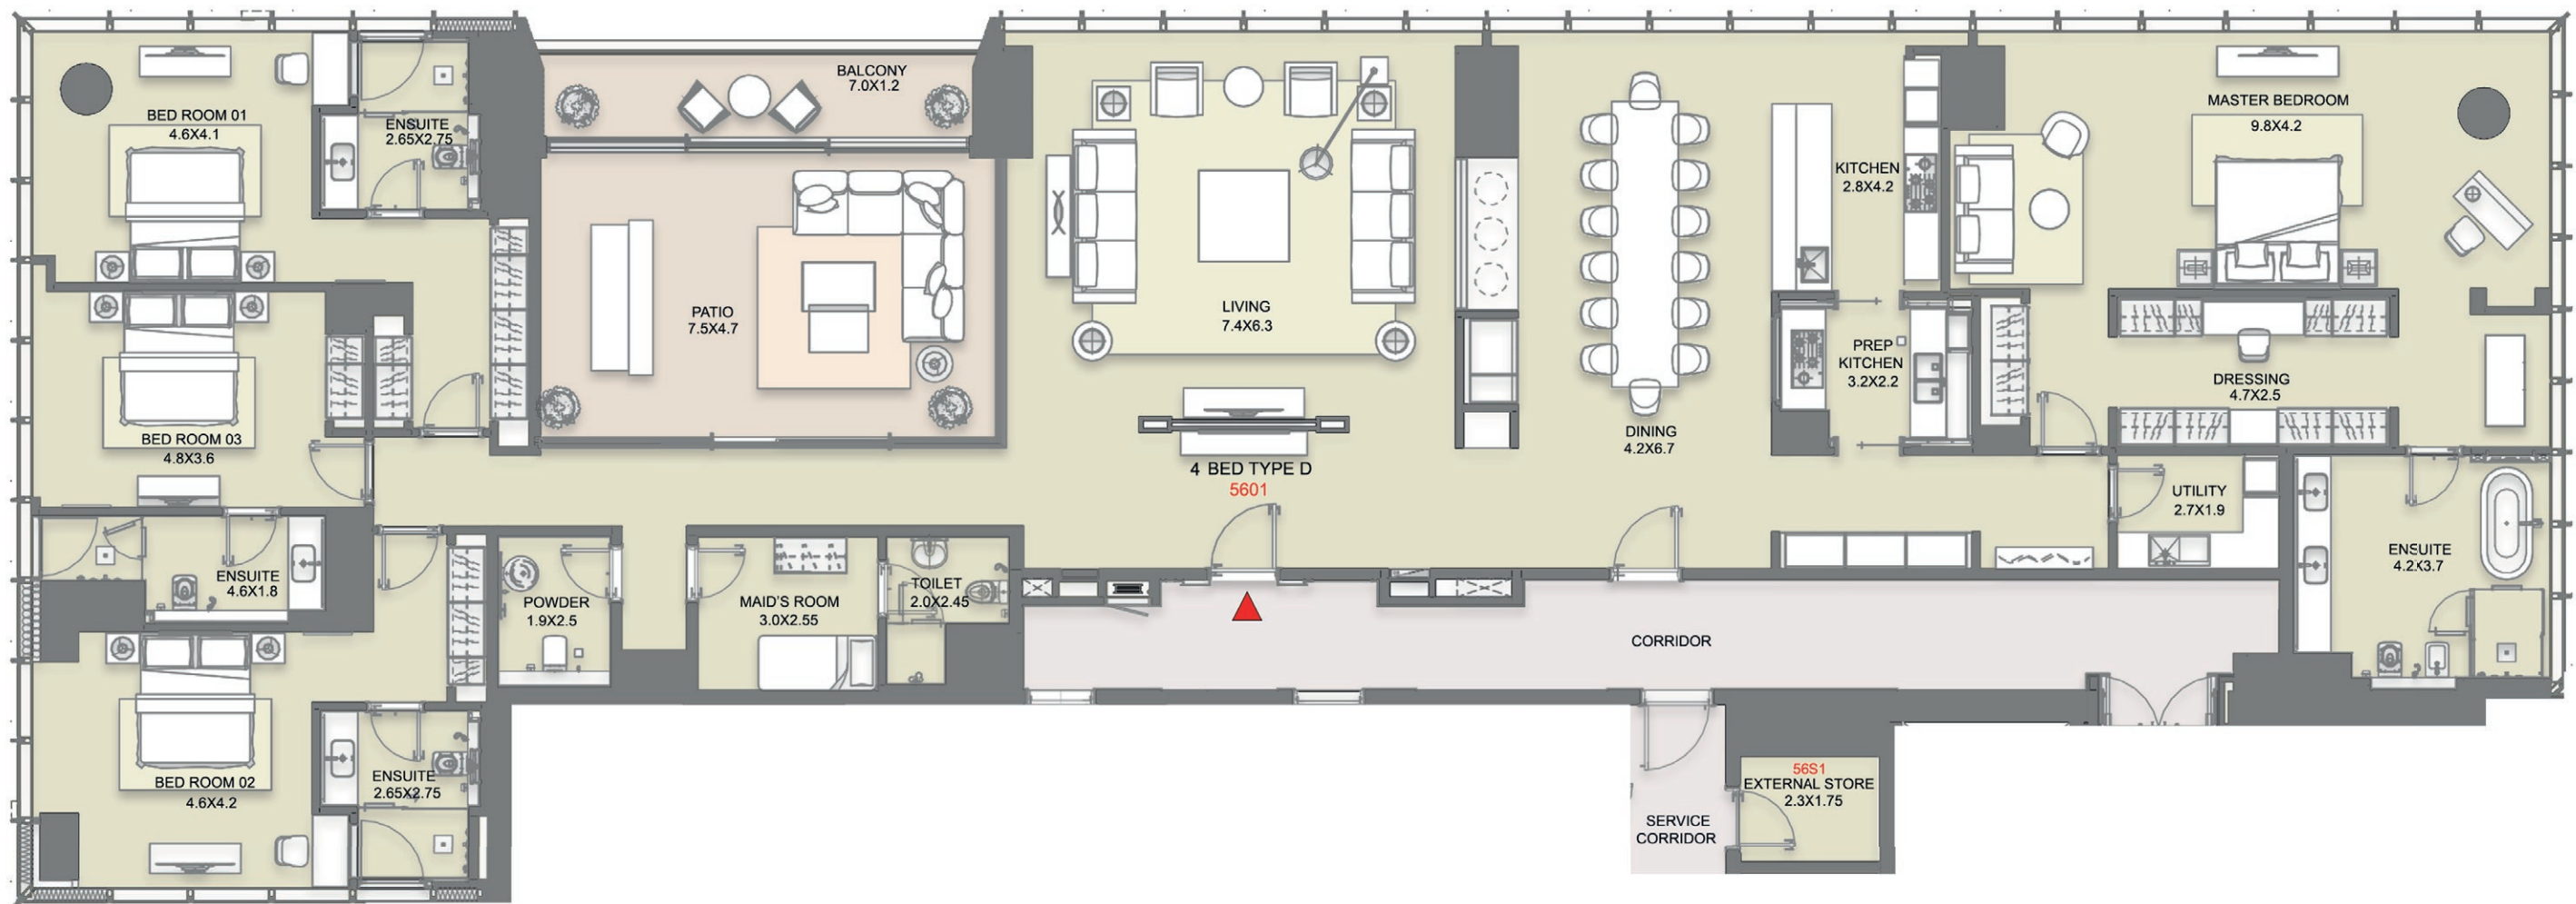 BED ROOM 01
4.6X4.1
ENSUITE
2.65X2.75
BALCONY
7.0X1.2
PATIO
7.5X4.7
LIVING
7.4X6.3
4 BED TYPE D
5601
DINING
4.2X6.7
KITCHEN
2.8X4.2
PREP
KITCHEN
3.2X2.2
MASTER BEDROOM
9.8X4.2
DRESSING
4.7X2.5
UTILITY
2.7X1.9
ENSUITE
4.2X3.7
BED ROOM 03
4.8X3.6
ENSUITE
4.6X1.8
POWDER
1.9X2.5
MAID'S ROOM
3.0X2.55
TOILET
2.0X2.45
CORRIDOR
BED ROOM 02
4.6X4.2
ENSUITE
2.65X2.75
SERVICE
CORRIDOR
56S1
EXTERNAL STORE
2.3X1.75